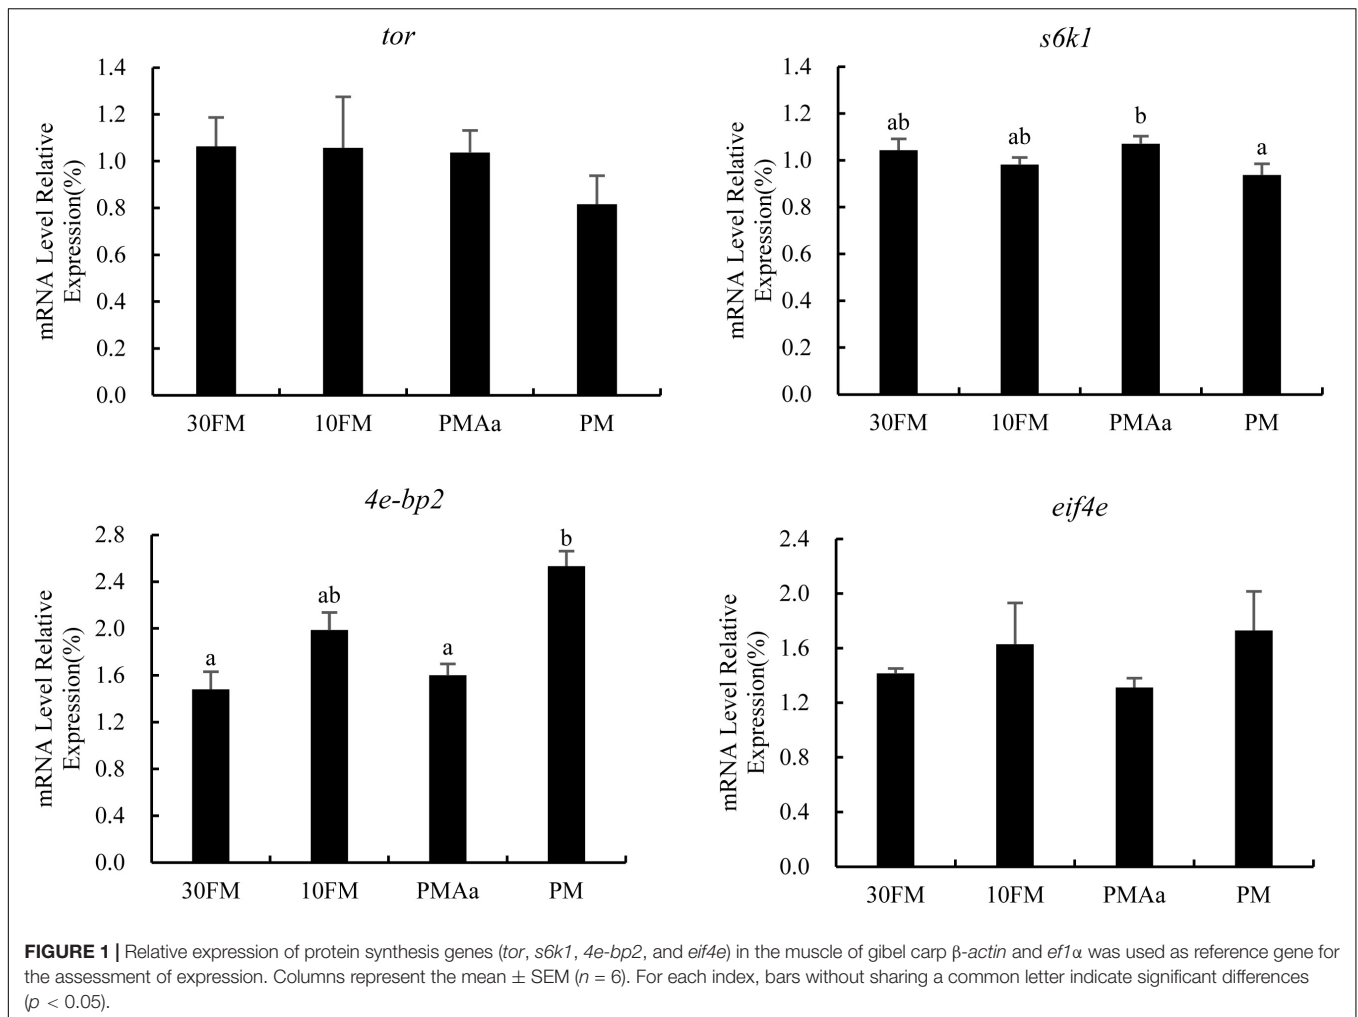 tor
mRNA Level Relative
Expression(%)
1.4
1.2
1.0
0.8
0.6
0.4
0.2
0.0
30FM 10FM PMAa PM
s6k1
mRNA Level Relative
Expression(%)
1.4
1.2
1.0
0.8
0.6
0.4
0.2
0.0
ab ab b a
30FM 10FM PMAa PM
4e-bp2
mRNA Level Relative
Expression(%)
2.8
2.4
2.0
1.6
1.2
0.8
0.4
0.0
a ab a b
30FM 10FM PMAa PM
eif4e
mRNA Level Relative
Expression(%)
2.4
2.0
1.6
1.2
0.8
0.4
0.0
30FM 10FM PMAa PM
FIGURE 1 | Relative expression of protein synthesis genes (tor, s6k1, 4e-bp2, and eif4e) in the muscle of gibel carp β-actin and ef1α was used as reference gene for
the assessment of expression. Columns represent the mean ± SEM (n = 6). For each index, bars without sharing a common letter indicate significant differences
(p < 0.05).